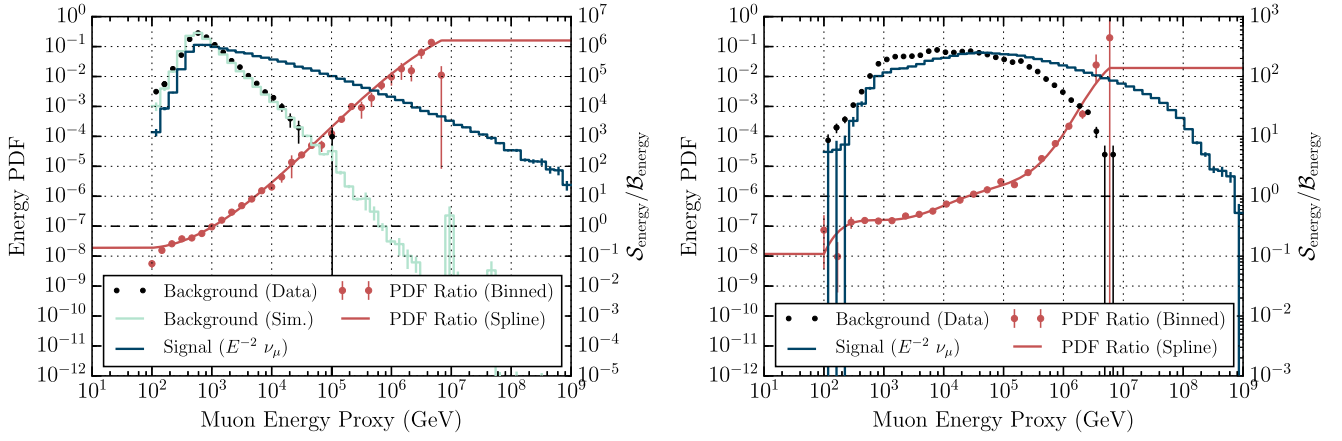 10^0
10^-1
10^-2
10^-3
10^-4
10^-5
10^-6
10^-7
10^-8
10^-9
10^-10
10^-11
10^-12
Energy PDF
10^7
10^6
10^5
10^4
10^3
10^2
10^1
10^0
10^-1
10^-2
10^-3
10^-4
10^-5
S_energy/B_energy
Background (Data)
Background (Sim.)
Signal (E^-2 ν_μ)
PDF Ratio (Binned)
PDF Ratio (Spline)
10^1 10^2 10^3 10^4 10^5 10^6 10^7 10^8 10^9
Muon Energy Proxy (GeV)
10^0
10^-1
10^-2
10^-3
10^-4
10^-5
10^-6
10^-7
10^-8
10^-9
10^-10
10^-11
10^-12
Energy PDF
10^3
10^2
10^1
10^0
10^-1
10^-2
10^-3
S_energy/B_energy
Background (Data)
Signal (E^-2 ν_μ)
PDF Ratio (Binned)
PDF Ratio (Spline)
10^1 10^2 10^3 10^4 10^5 10^6 10^7 10^8 10^9
Muon Energy Proxy (GeV)